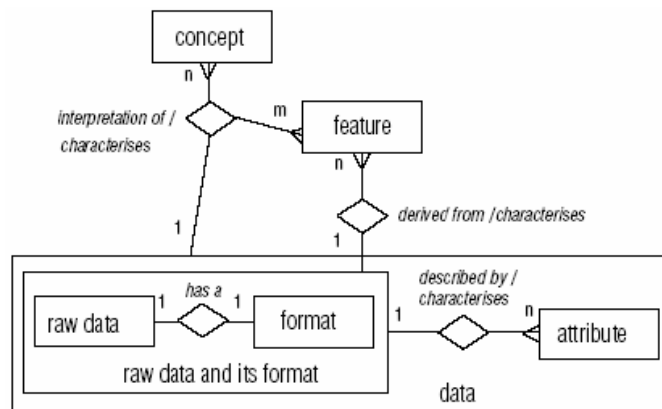 concept
n
interpretation of /
characterises
m
feature
n
derived from /characterises
1
1
has a
described by /
characterises
raw data
1
1
format
1
n
attribute
raw data and its format
data